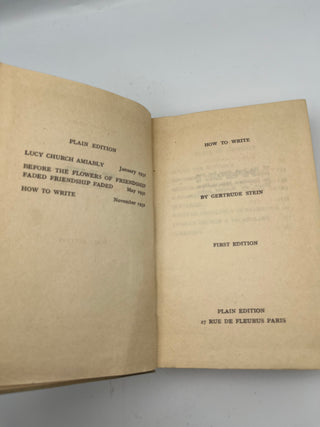 PLAIN EDITION
LUCY CHURCH AMIABLY January 1931
BEFORE THE FLOWERS OF FRIENDSHIP
FADED FRIENDSHIP FADED May 1931
HOW TO WRITE November 1931
HOW TO WRITE
BY GERTRUDE STEIN
FIRST EDITION
PLAIN EDITION
27 RUE DE FLEURUS PARIS